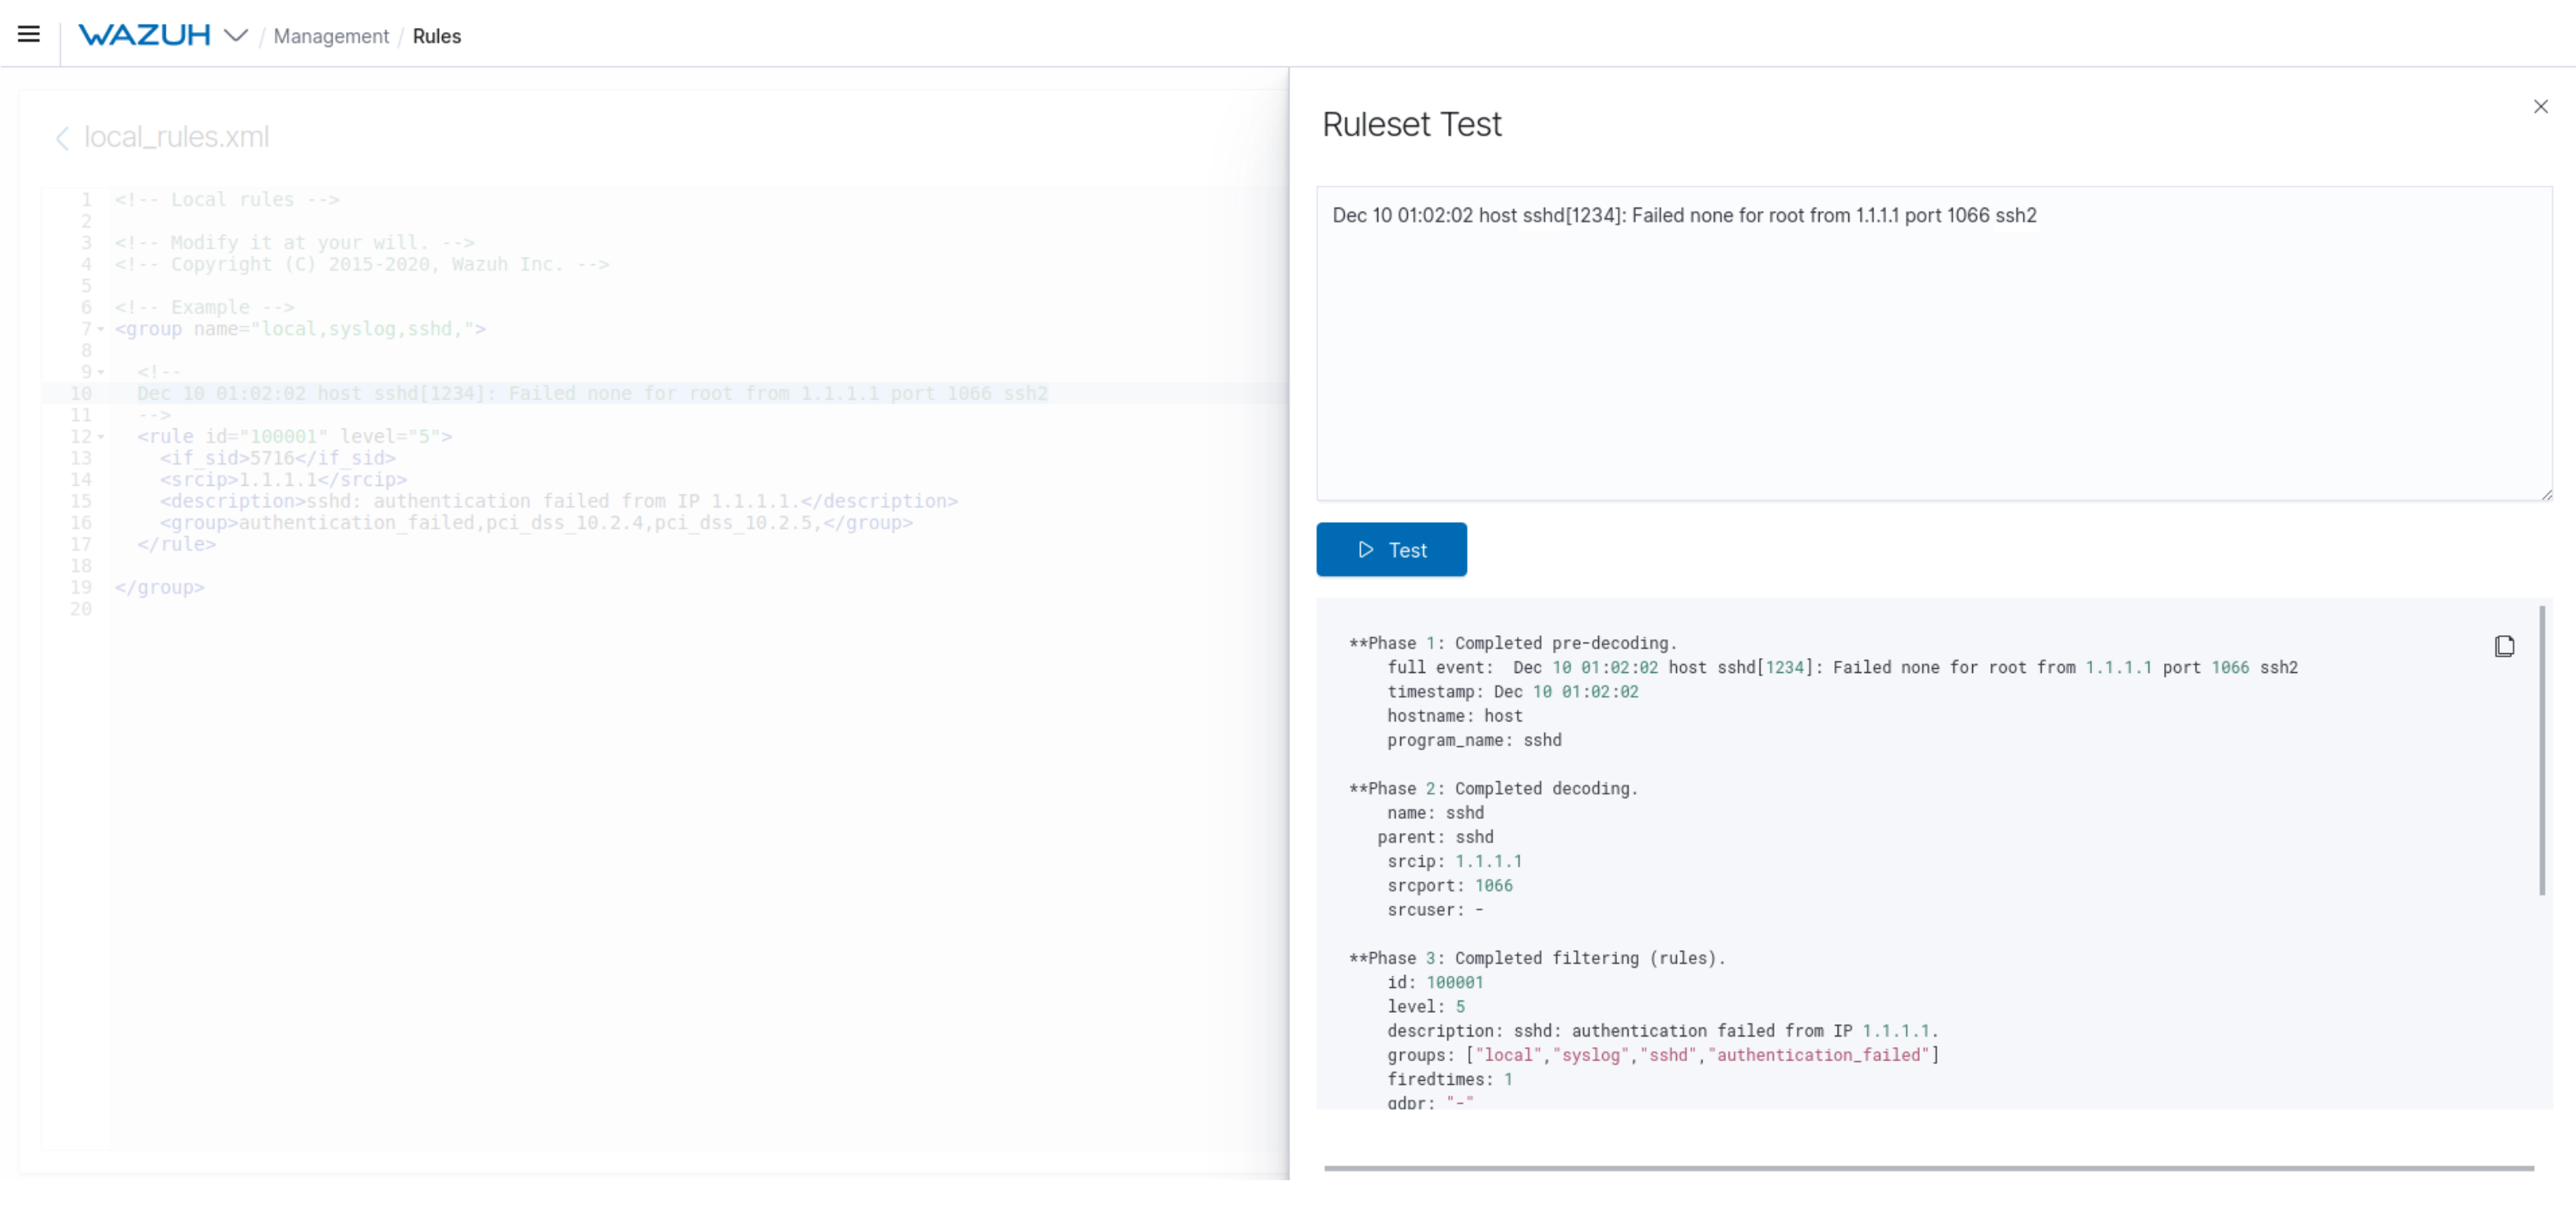 WAZUH / Management / Rules
local_rules.xml
1 <!-- Local rules -->
2
3 <!-- Modify it at your will. -->
4 <!-- Copyright (C) 2015-2020, Wazuh Inc. -->
5
6 <!-- Example -->
7 <group name="local,syslog,sshd,">
8
9 <!--
10 Dec 10 01:02:02 host sshd[1234]: Failed none for root from 1.1.1.1 port 1066 ssh2
11 -->
12 <rule id="100001" level="5">
13 <if_sid>5716</if_sid>
14 <srcip>1.1.1.1</srcip>
15 <description>sshd: authentication failed from IP 1.1.1.1.</description>
16 <group>authentication_failed,pci_dss_10.2.4,pci_dss_10.2.5,</group>
17 </rule>
18
19 </group>
20
Ruleset Test
Dec 10 01:02:02 host sshd[1234]: Failed none for root from 1.1.1.1 port 1066 ssh2
Test
**Phase 1: Completed pre-decoding.
full event:  Dec 10 01:02:02 host sshd[1234]: Failed none for root from 1.1.1.1 port 1066 ssh2
timestamp: Dec 10 01:02:02
hostname: host
program_name: sshd
**Phase 2: Completed decoding.
name: sshd
parent: sshd
srcip: 1.1.1.1
srcport: 1066
srcuser: -
**Phase 3: Completed filtering (rules).
id: 100001
level: 5
description: sshd: authentication failed from IP 1.1.1.1.
groups: ["local","syslog","sshd","authentication_failed"]
firedtimes: 1
gdpr: "-"